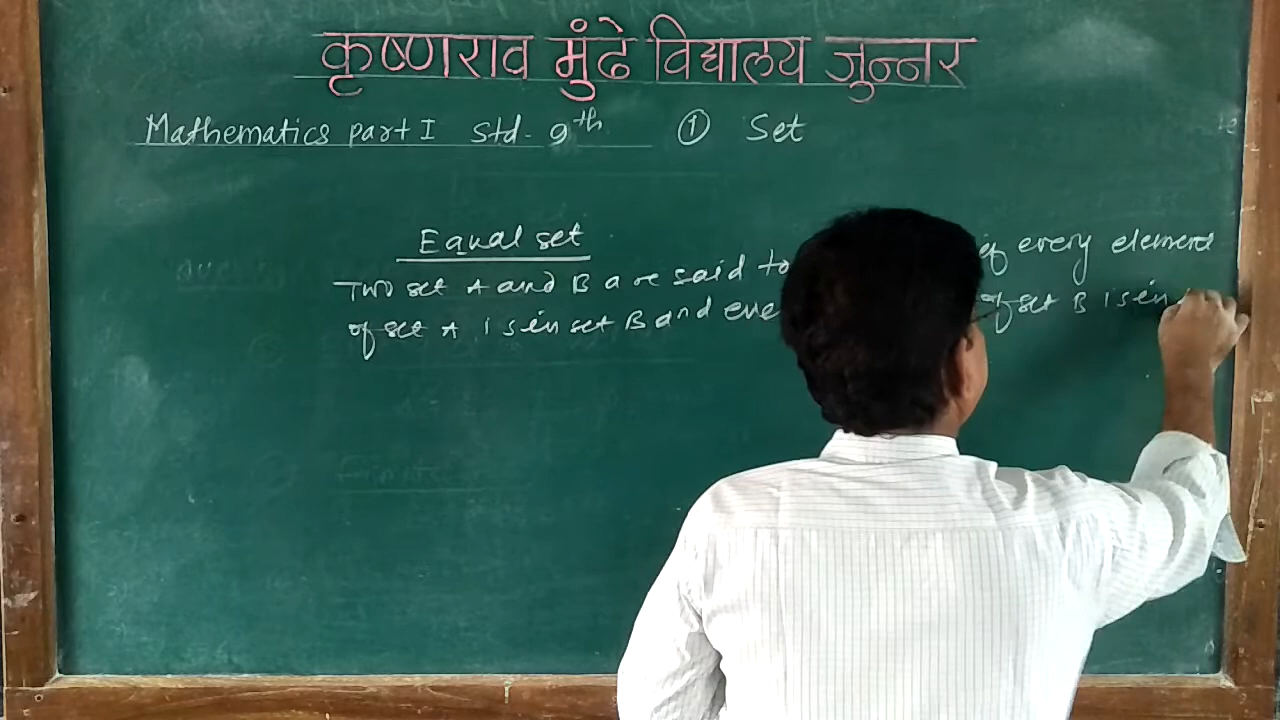 कृष्णराव मुंढे विद्यालय जुन्नर
Mathematics part I Std - 9th ① Set
Equal set
Two set A and B are said to if every element
of set A is in set B and eve of set B is in